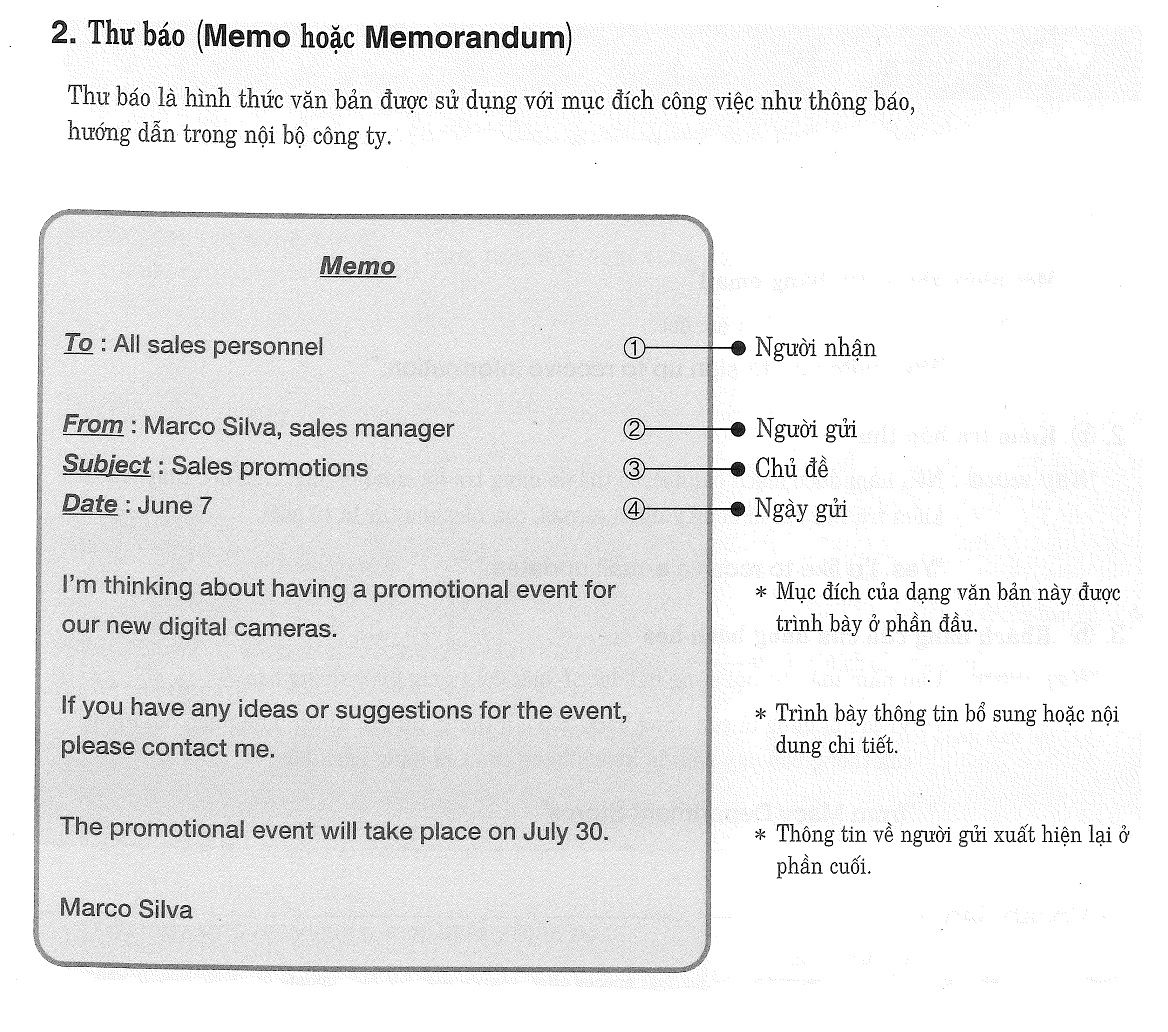 2. Thư báo (Memo hoặc Memorandum)
Thư báo là hình thức văn bản được sử dụng với mục đích công việc như thông báo,
hướng dẫn trong nội bộ công ty.
Memo
To : All sales personnel
① Người nhận
From : Marco Silva, sales manager
② Người gửi
Subject : Sales promotions
③ Chủ đề
Date : June 7
④ Ngày gửi
I'm thinking about having a promotional event for
our new digital cameras.
* Mục đích của dạng văn bản này được
trình bày ở phần đầu.
If you have any ideas or suggestions for the event,
please contact me.
* Trình bày thông tin bổ sung hoặc nội
dung chi tiết.
The promotional event will take place on July 30.
* Thông tin về người gửi xuất hiện lại ở
phần cuối.
Marco Silva